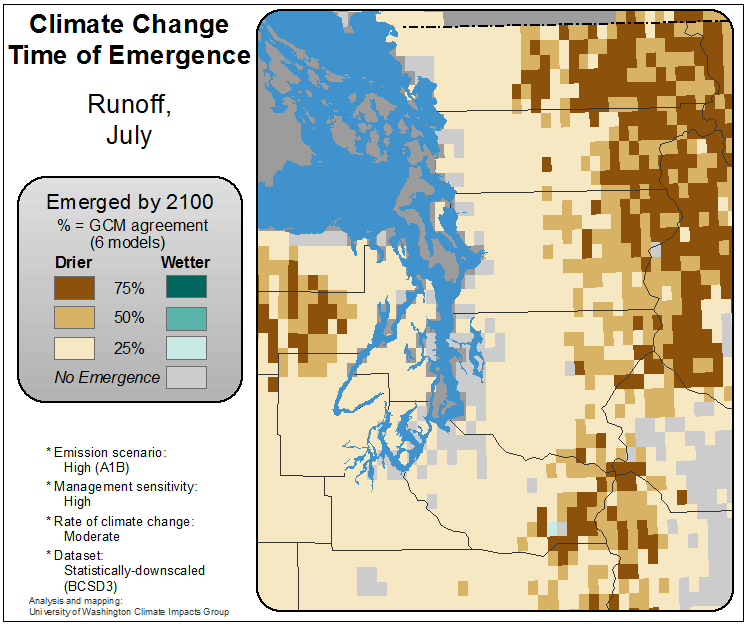 Climate Change
Time of Emergence
Runoff,
July
Emerged by 2100
% = GCM agreement
(6 models)
Drier Wetter
75%
50%
25%
No Emergence
* Emission scenario:
High (A1B)
* Management sensitivity:
High
* Rate of climate change:
Moderate
* Dataset:
Statistically-downscaled
(BCSD3)
Analysis and mapping:
University of Washington Climate Impacts Group